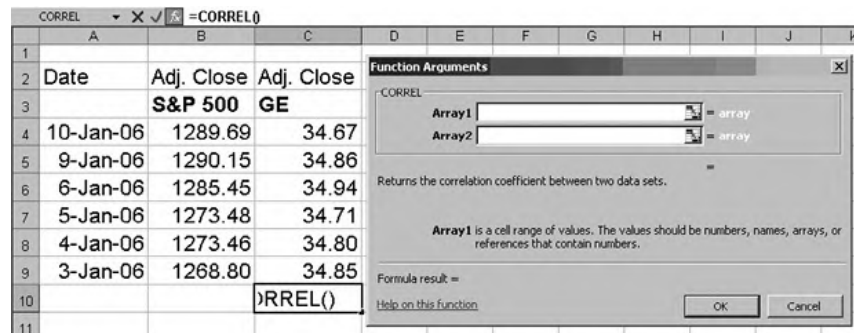 CORREL =CORREL()
A B C D E F G H I J
1
2 Date Adj. Close Adj. Close
3 S&P 500 GE
4 10-Jan-06 1289.69 34.67
5 9-Jan-06 1290.15 34.86
6 6-Jan-06 1285.45 34.94
7 5-Jan-06 1273.48 34.71
8 4-Jan-06 1273.46 34.80
9 3-Jan-06 1268.80 34.85
10 RREL()
11
Function Arguments
CORREL
Array1 = array
Array2 = array
=
Returns the correlation coefficient between two data sets.
Array1 is a cell range of values. The values should be numbers, names, arrays, or
references that contain numbers.
Formula result =
Help on this function OK Cancel